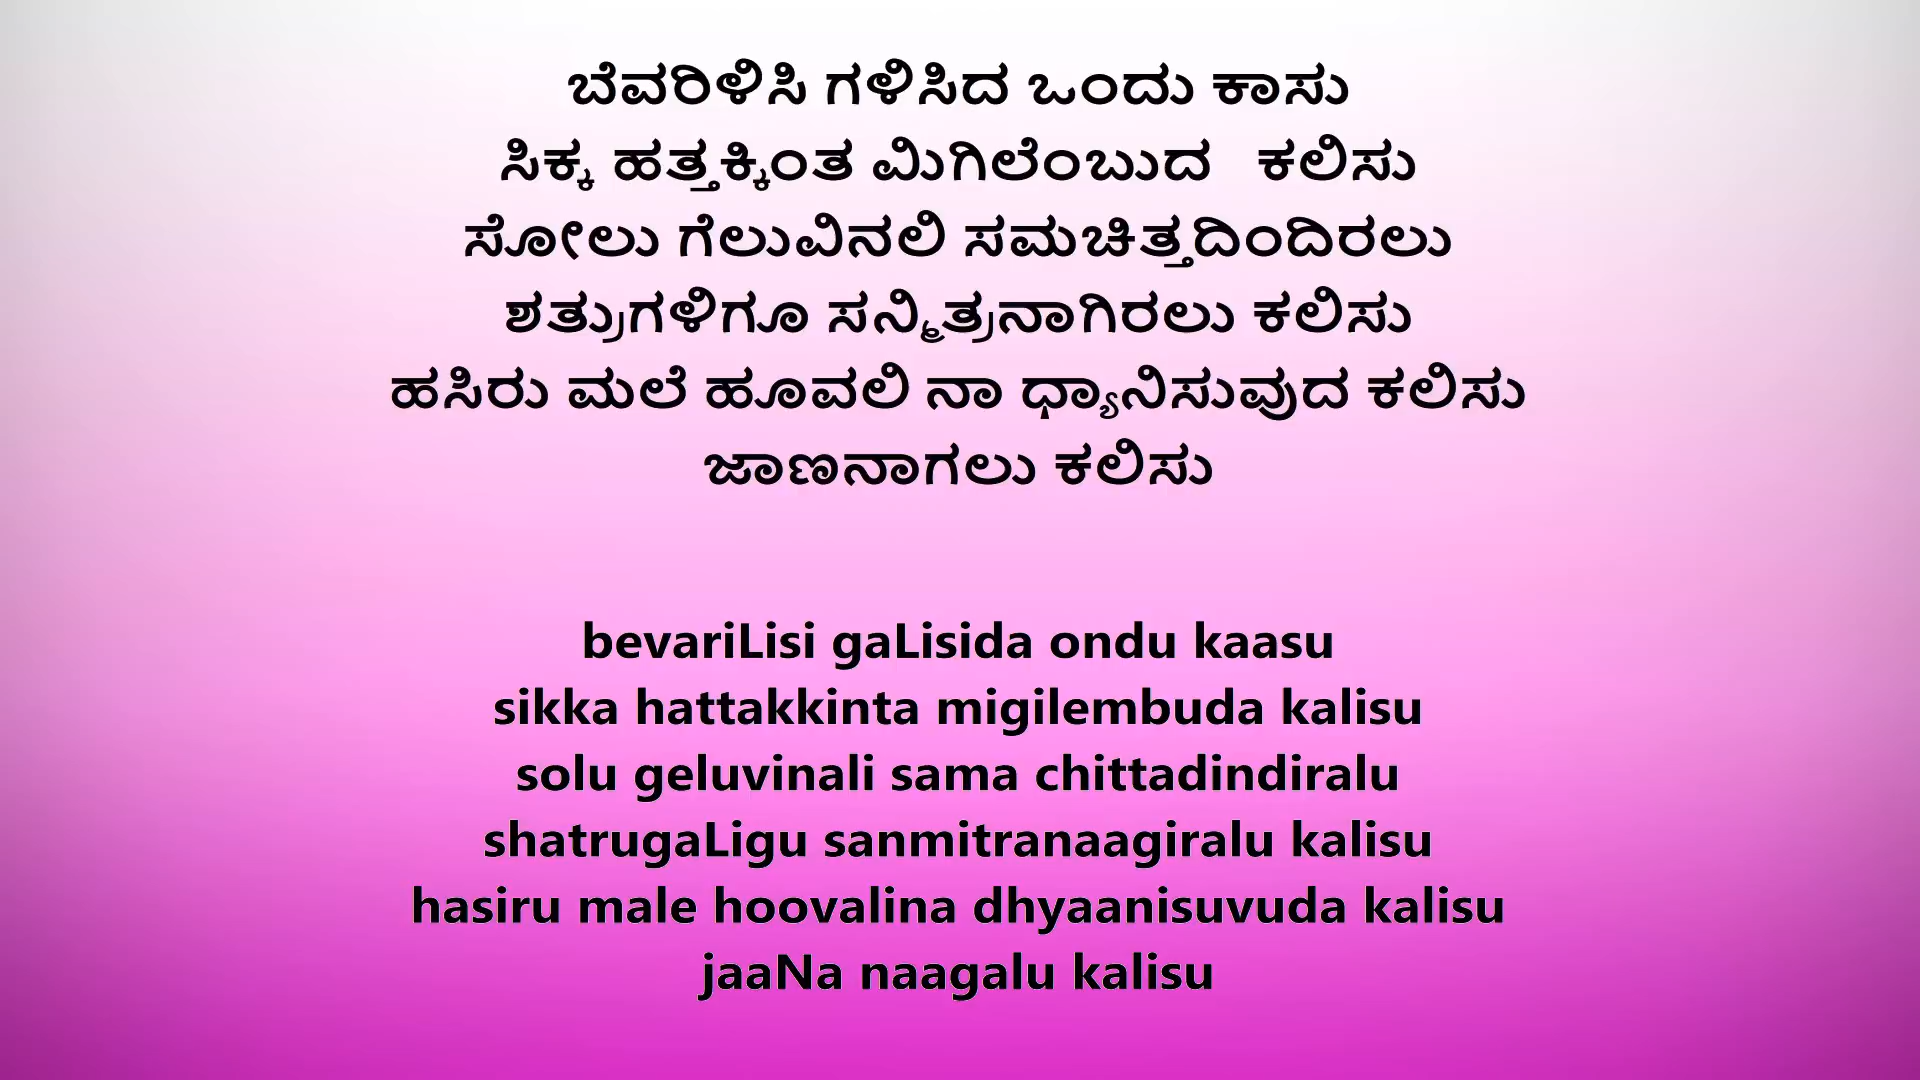 ಬೆವರಿಳಿಸಿ ಗಳಿಸಿದ ಒಂದು ಕಾಸು
ಸಿಕ್ಕ ಹತ್ತಕ್ಕಿಂತ ಮಿಗಿಲೆಂಬುದ ಕಲಿಸು
ಸೋಲು ಗೆಲುವಿನಲಿ ಸಮಚಿತ್ತದಿಂದಿರಲು
ಶತ್ರುಗಳಿಗೂ ಸನ್ಮಿತ್ರನಾಗಿರಲು ಕಲಿಸು
ಹಸಿರು ಮಲೆ ಹೂವಲಿ ನಾ ಧ್ಯಾನಿಸುವುದ ಕಲಿಸು
ಜಾಣನಾಗಲು ಕಲಿಸು
bevariLisi gaLisida ondu kaasu
sikka hattakkinta migilembuda kalisu
solu geluvinali sama chittadindiralu
shatrugaLigu sanmitranaagiralu kalisu
hasiru male hoovalina dhyaanisuvuda kalisu
jaaNa naagalu kalisu